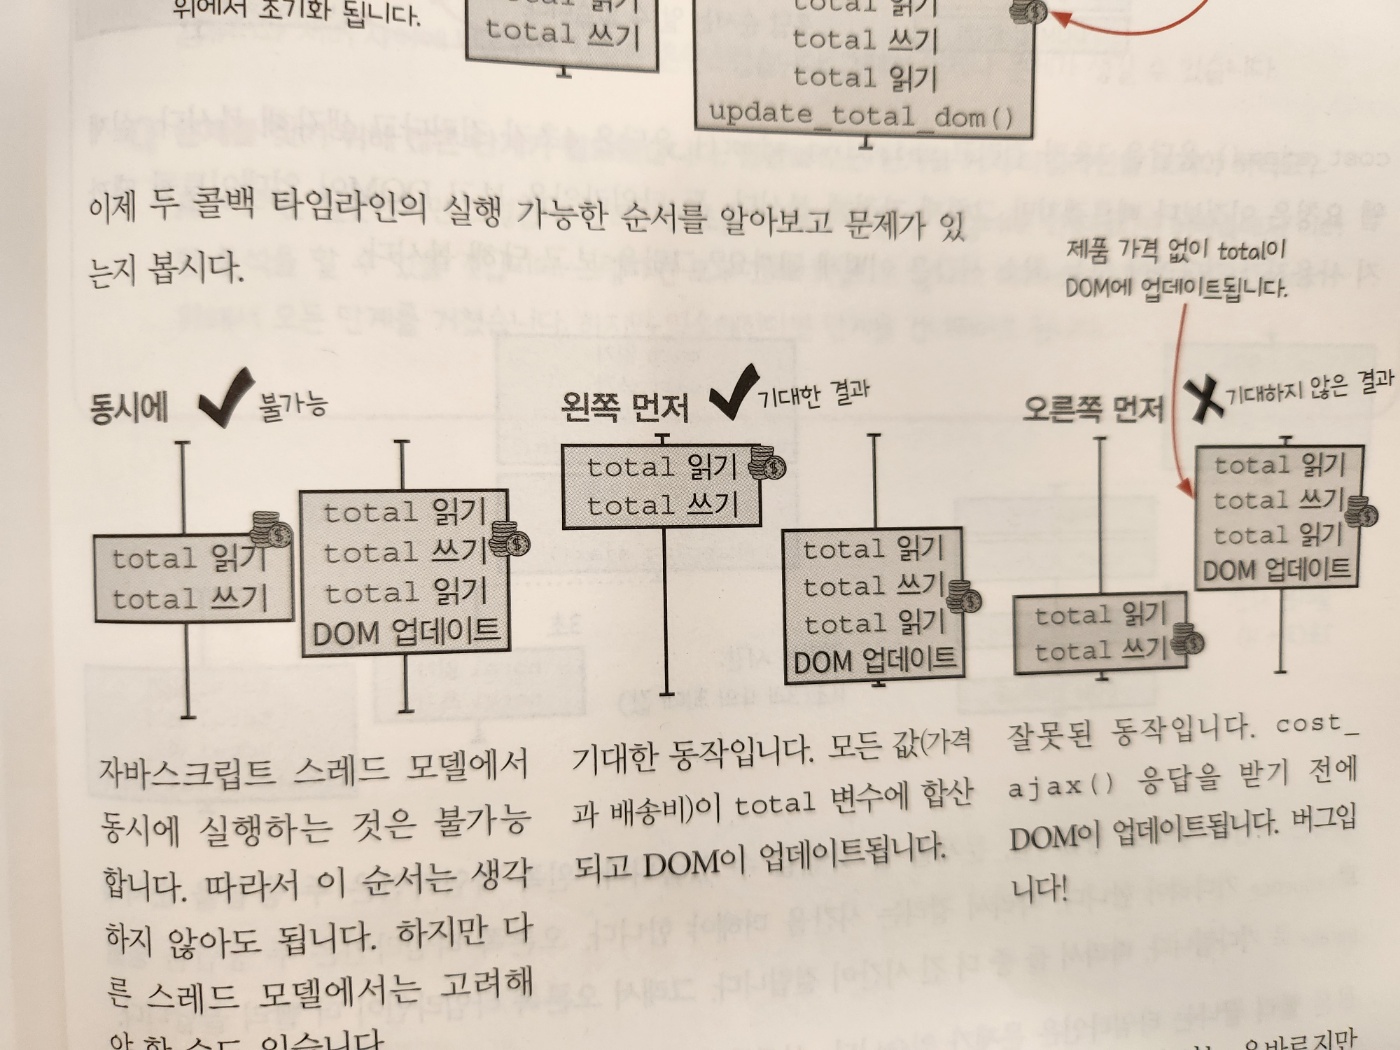 위에서 초기화 됩니다.
total 읽기
total 쓰기
total 읽기
total 쓰기
total 읽기
update_total_dom()
이제 두 콜백 타임라인의 실행 가능한 순서를 알아보고 문제가 있
는지 봅시다.
제품 가격 없이 total이
DOM에 업데이트됩니다.
동시에 불가능
total 읽기
total 쓰기
total 읽기
total 쓰기
total 읽기
DOM 업데이트
자바스크립트 스레드 모델에서
동시에 실행하는 것은 불가능
합니다. 따라서 이 순서는 생각
하지 않아도 됩니다. 하지만 다
른 스레드 모델에서는 고려해
야 할 수도 있습니다
왼쪽 먼저 기대한 결과
total 읽기
total 쓰기
total 읽기
total 쓰기
total 읽기
DOM 업데이트
기대한 동작입니다. 모든 값(가격
과 배송비)이 total 변수에 합산
되고 DOM이 업데이트됩니다.
오른쪽 먼저 기대하지 않은 결과
total 읽기
total 쓰기
total 읽기
DOM 업데이트
total 읽기
total 쓰기
잘못된 동작입니다. cost_
ajax() 응답을 받기 전에
DOM이 업데이트됩니다. 버그입
니다!
올바르지만